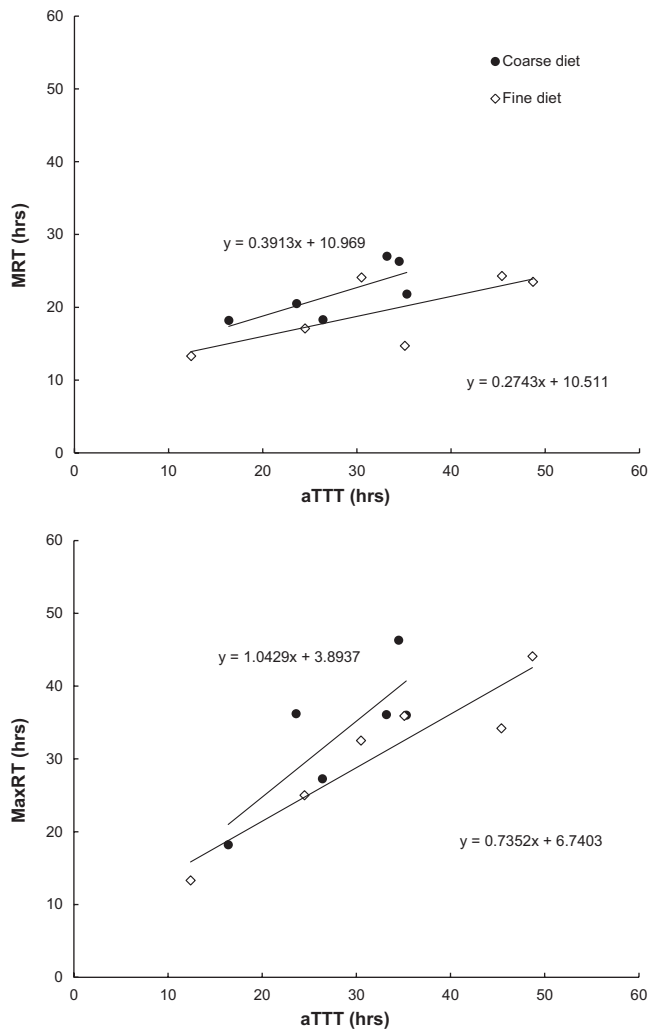 60
50
40
30
20
10
0
MRT (hrs)
● Coarse diet
◇ Fine diet
y = 0.3913x + 10.969
y = 0.2743x + 10.511
0 10 20 30 40 50 60
aTTT (hrs)
60
50
40
30
20
10
0
MaxRT (hrs)
y = 1.0429x + 3.8937
y = 0.7352x + 6.7403
0 10 20 30 40 50 60
aTTT (hrs)